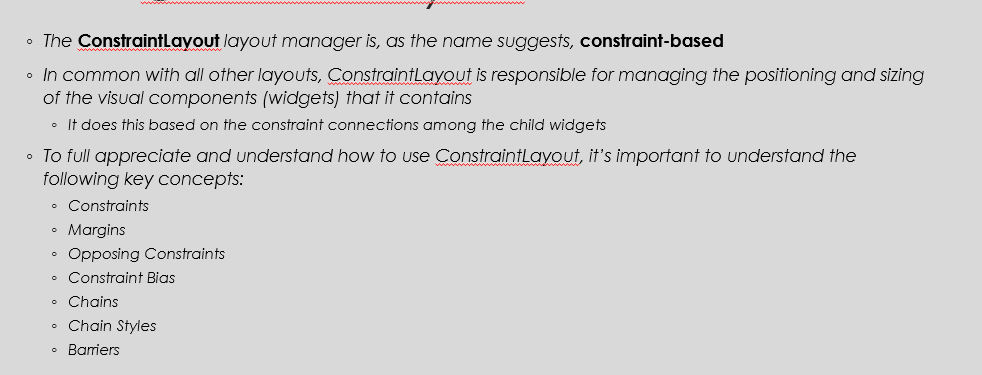 The ConstraintLayout layout manager is, as the name suggests, constraint-based
In common with all other layouts, ConstraintLayout is responsible for managing the positioning and sizing
of the visual components (widgets) that it contains
It does this based on the constraint connections among the child widgets
To full appreciate and understand how to use ConstraintLayout, it's important to understand the
following key concepts:
Constraints
Margins
Opposing Constraints
Constraint Bias
Chains
Chain Styles
Barriers